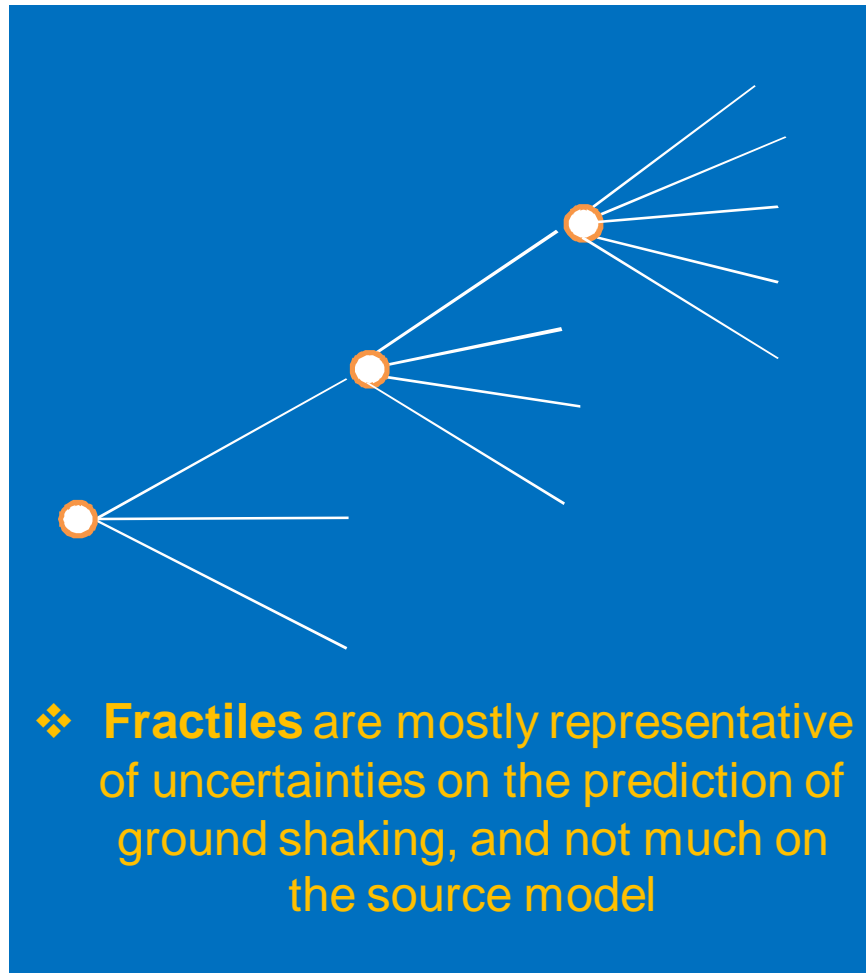 ❖ Fractiles are mostly representative
of uncertainties on the prediction of
ground shaking, and not much on
the source model